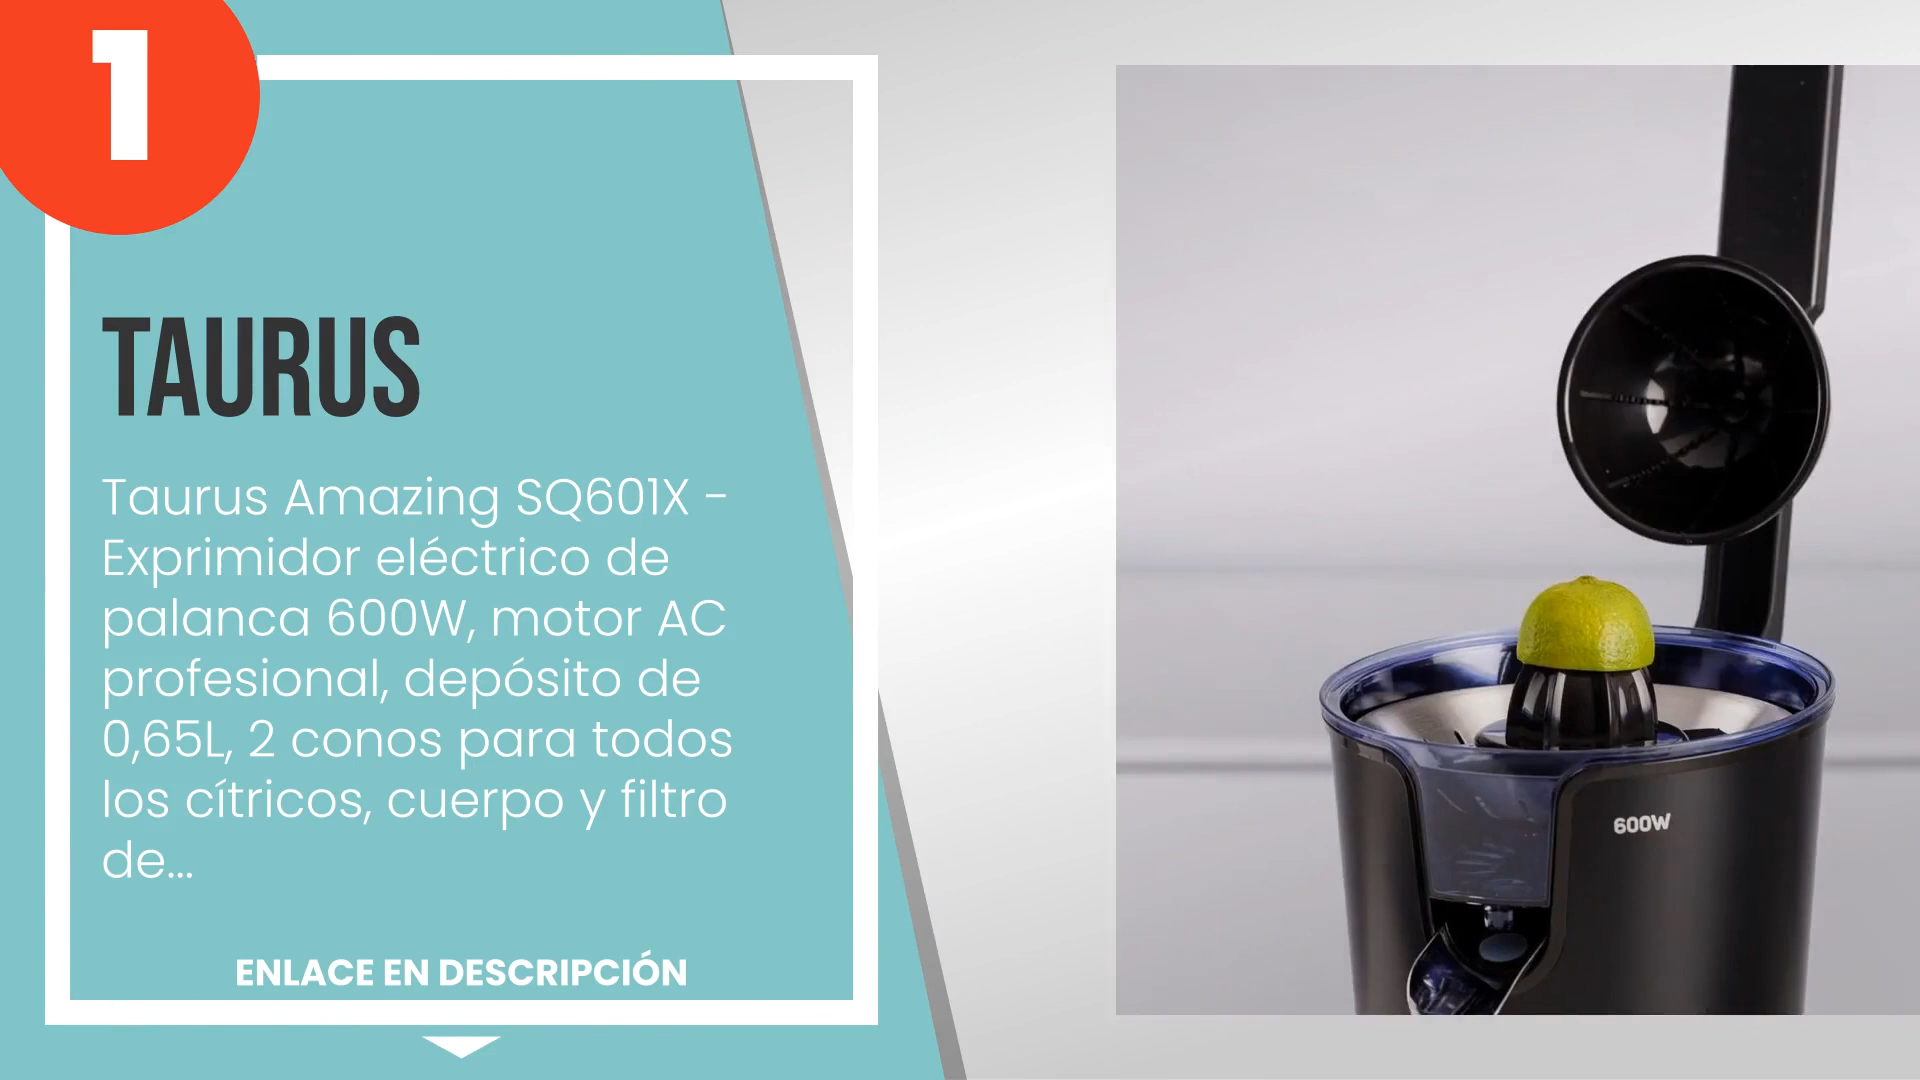 1
TAURUS
Taurus Amazing SQ601X -
Exprimidor eléctrico de
palanca 600W, motor AC
profesional, depósito de
0,65L, 2 conos para todos
los cítricos, cuerpo y filtro
de...
ENLACE EN DESCRIPCIÓN
600W